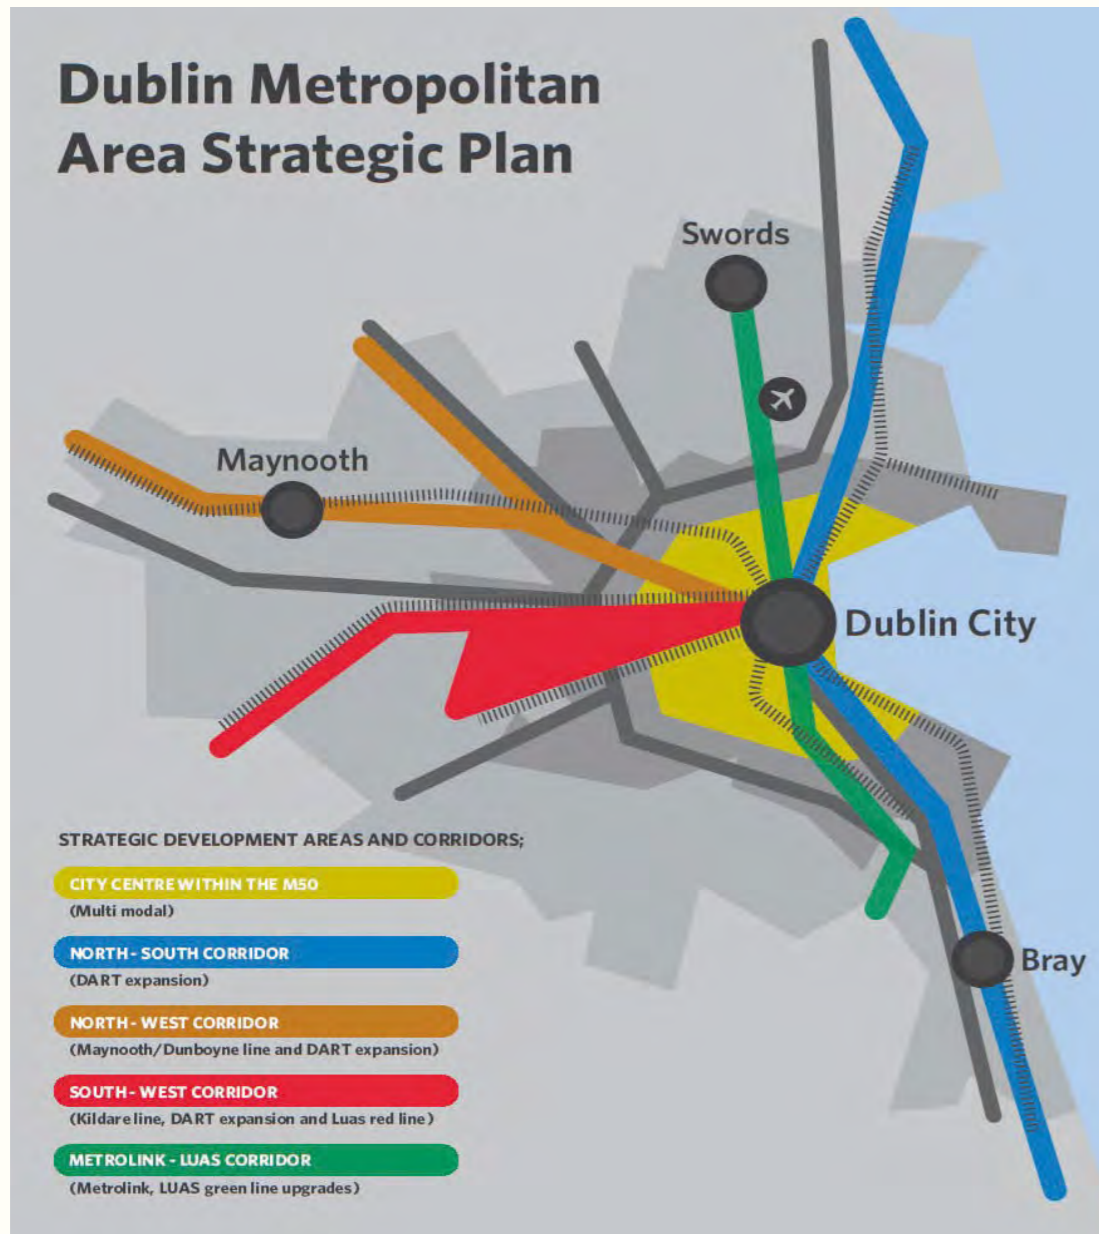 Dublin Metropolitan
Area Strategic Plan
Swords
Maynooth
Dublin City
Bray
STRATEGIC DEVELOPMENT AREAS AND CORRIDORS;
CITY CENTRE WITHIN THE M50
(Multi modal)
NORTH - SOUTH CORRIDOR
(DART expansion)
NORTH - WEST CORRIDOR
(Maynooth/Dunboyne line and DART expansion)
SOUTH - WEST CORRIDOR
(Kildare line, DART expansion and Luas red line)
METROLINK - LUAS CORRIDOR
(Metrolink, LUAS green line upgrades)